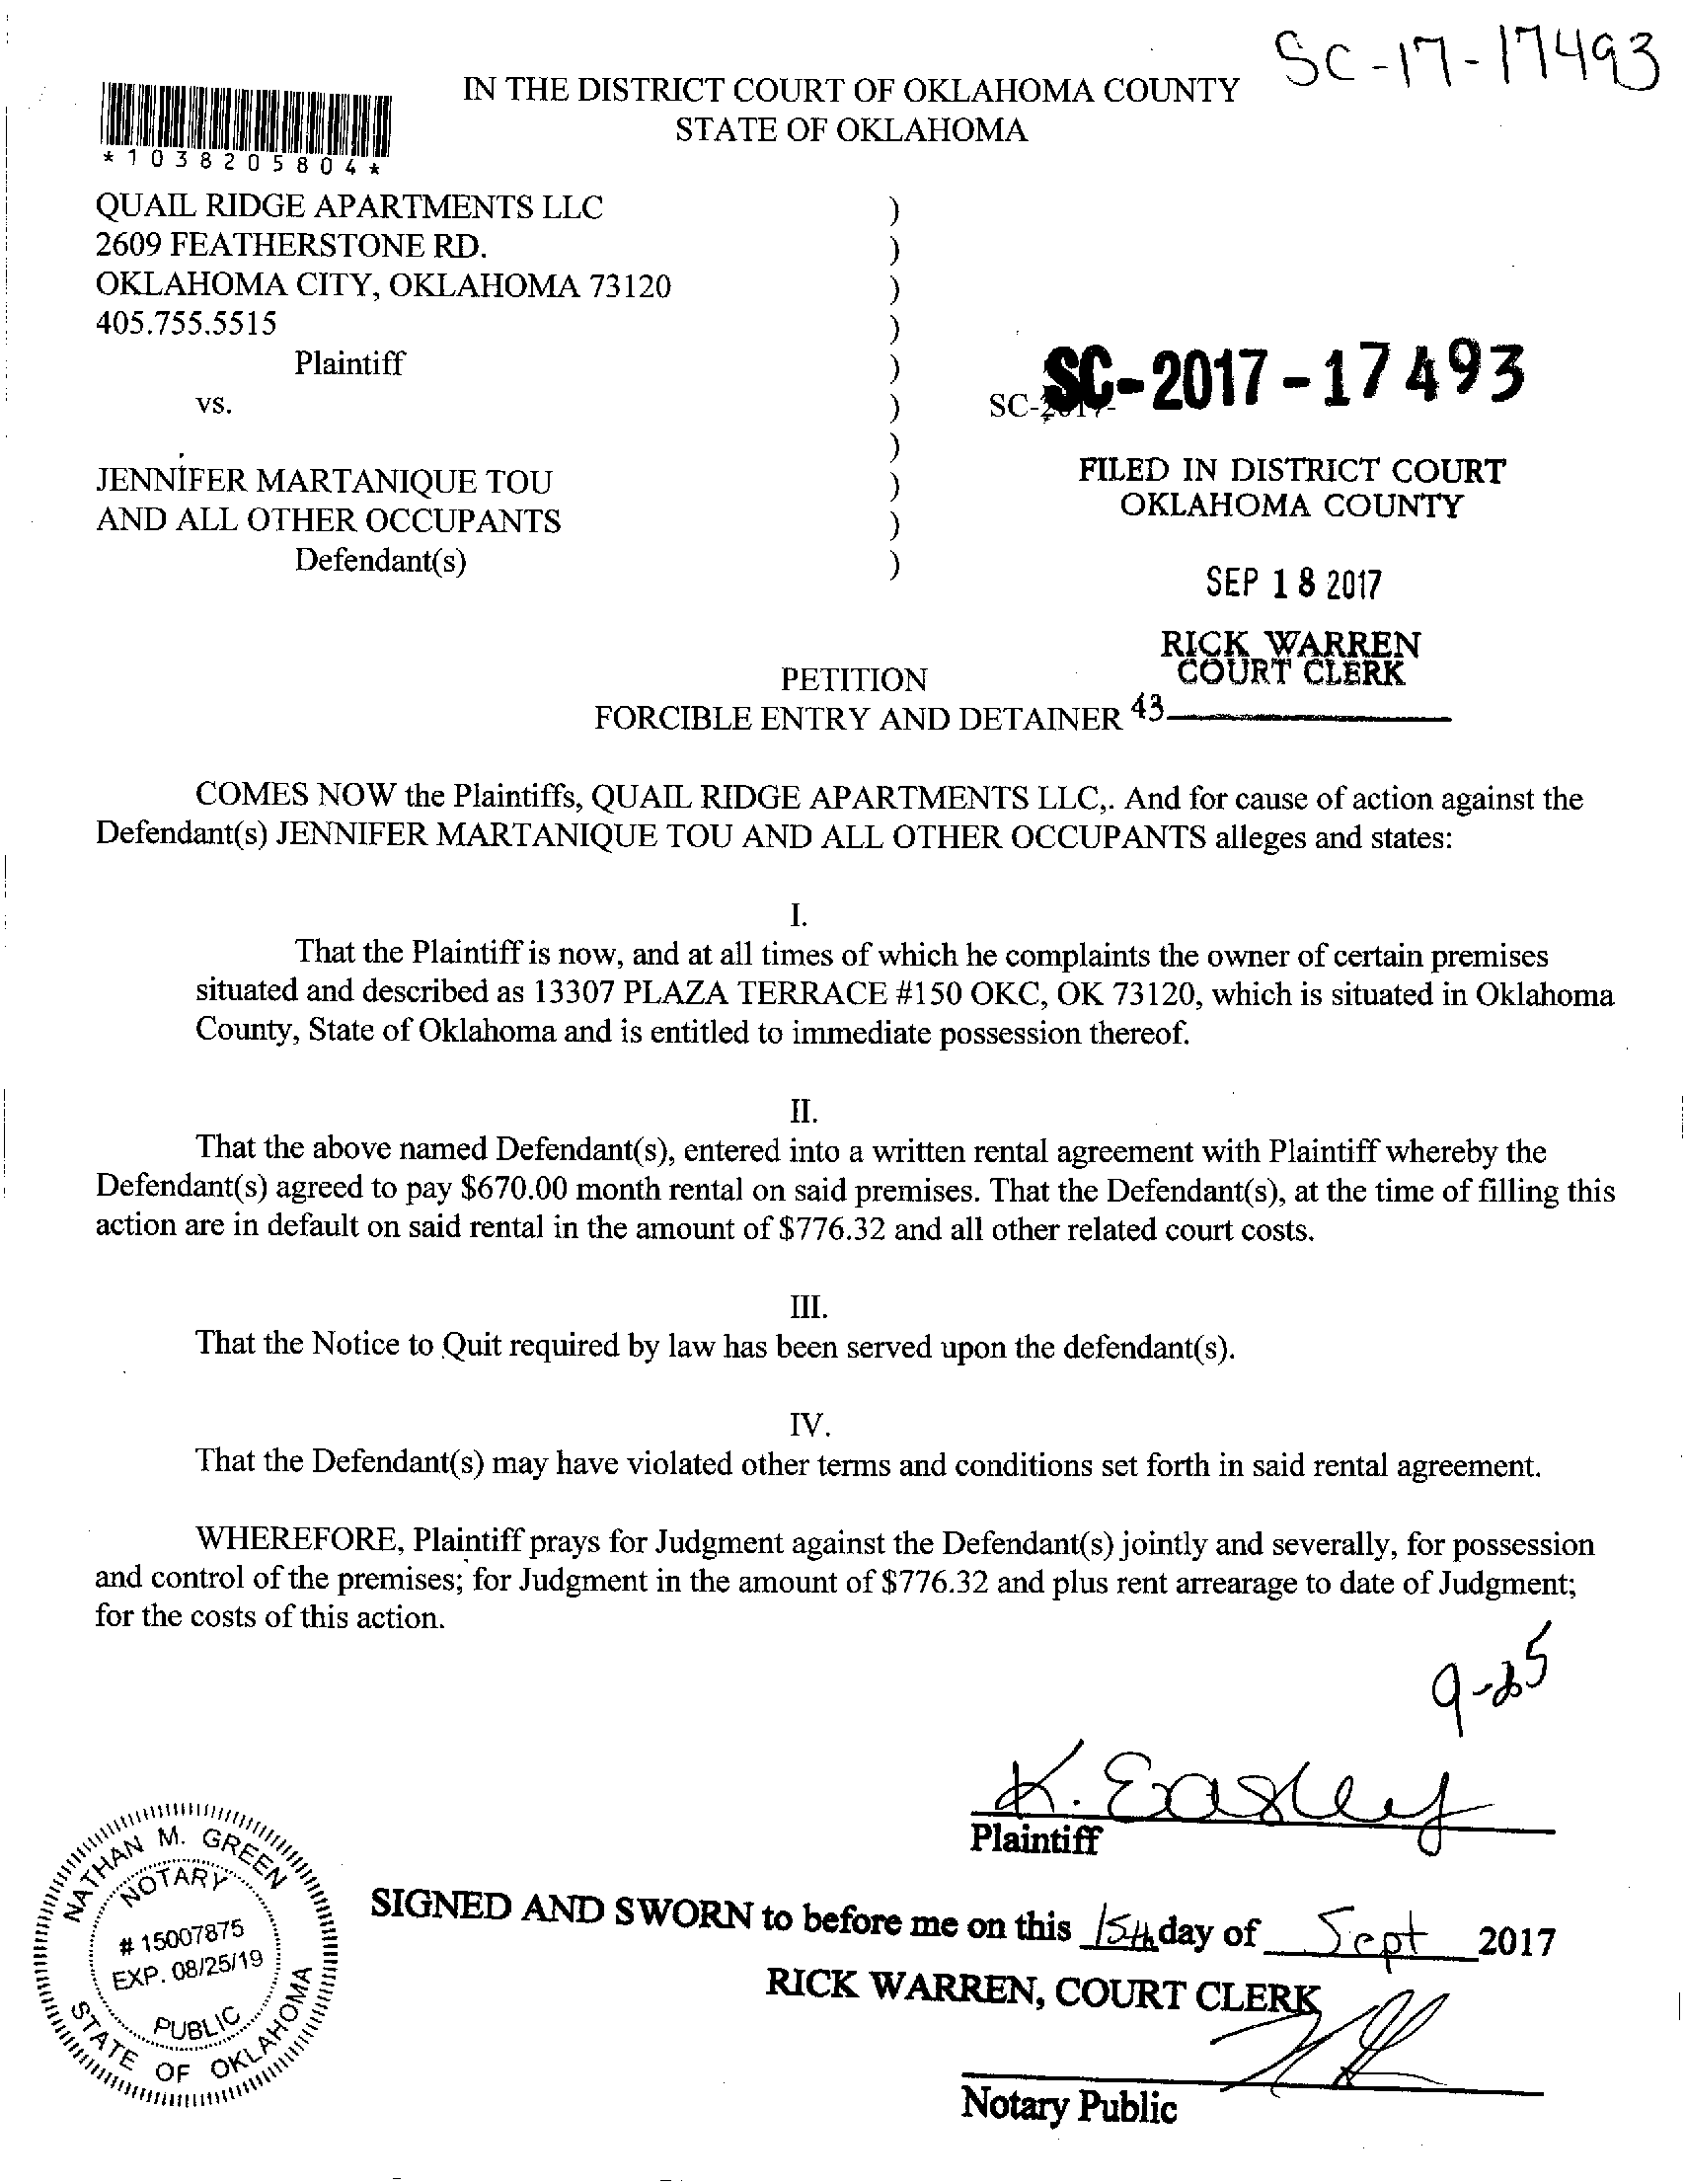 SC-17-17493
IN THE DISTRICT COURT OF OKLAHOMA COUNTY
STATE OF OKLAHOMA
*1038205804*
QUAIL RIDGE APARTMENTS LLC )
2609 FEATHERSTONE RD. )
OKLAHOMA CITY, OKLAHOMA 73120 )
405.755.5515 )
Plaintiff )
vs. ) SC-2017- SC-2017-17493
)
JENNIFER MARTANIQUE TOU )
AND ALL OTHER OCCUPANTS )
Defendant(s) )
FILED IN DISTRICT COURT
OKLAHOMA COUNTY
SEP 18 2017
RICK WARREN
COURT CLERK
43
PETITION
FORCIBLE ENTRY AND DETAINER
COMES NOW the Plaintiffs, QUAIL RIDGE APARTMENTS LLC,. And for cause of action against the
Defendant(s) JENNIFER MARTANIQUE TOU AND ALL OTHER OCCUPANTS alleges and states:
I.
That the Plaintiff is now, and at all times of which he complaints the owner of certain premises
situated and described as 13307 PLAZA TERRACE #150 OKC, OK 73120, which is situated in Oklahoma
County, State of Oklahoma and is entitled to immediate possession thereof.
II.
That the above named Defendant(s), entered into a written rental agreement with Plaintiff whereby the
Defendant(s) agreed to pay $670.00 month rental on said premises. That the Defendant(s), at the time of filling this
action are in default on said rental in the amount of $776.32 and all other related court costs.
III.
That the Notice to Quit required by law has been served upon the defendant(s).
IV.
That the Defendant(s) may have violated other terms and conditions set forth in said rental agreement.
WHEREFORE, Plaintiff prays for Judgment against the Defendant(s) jointly and severally, for possession
and control of the premises; for Judgment in the amount of $776.32 and plus rent arrearage to date of Judgment;
for the costs of this action.
9-25
K. Easley
Plaintiff
NATHAN M. GREEN
NOTARY
# 15007875
EXP. 08/25/19
PUBLIC
STATE OF OKLAHOMA
SIGNED AND SWORN to before me on this 15th day of Sept 2017
RICK WARREN, COURT CLERK
Notary Public